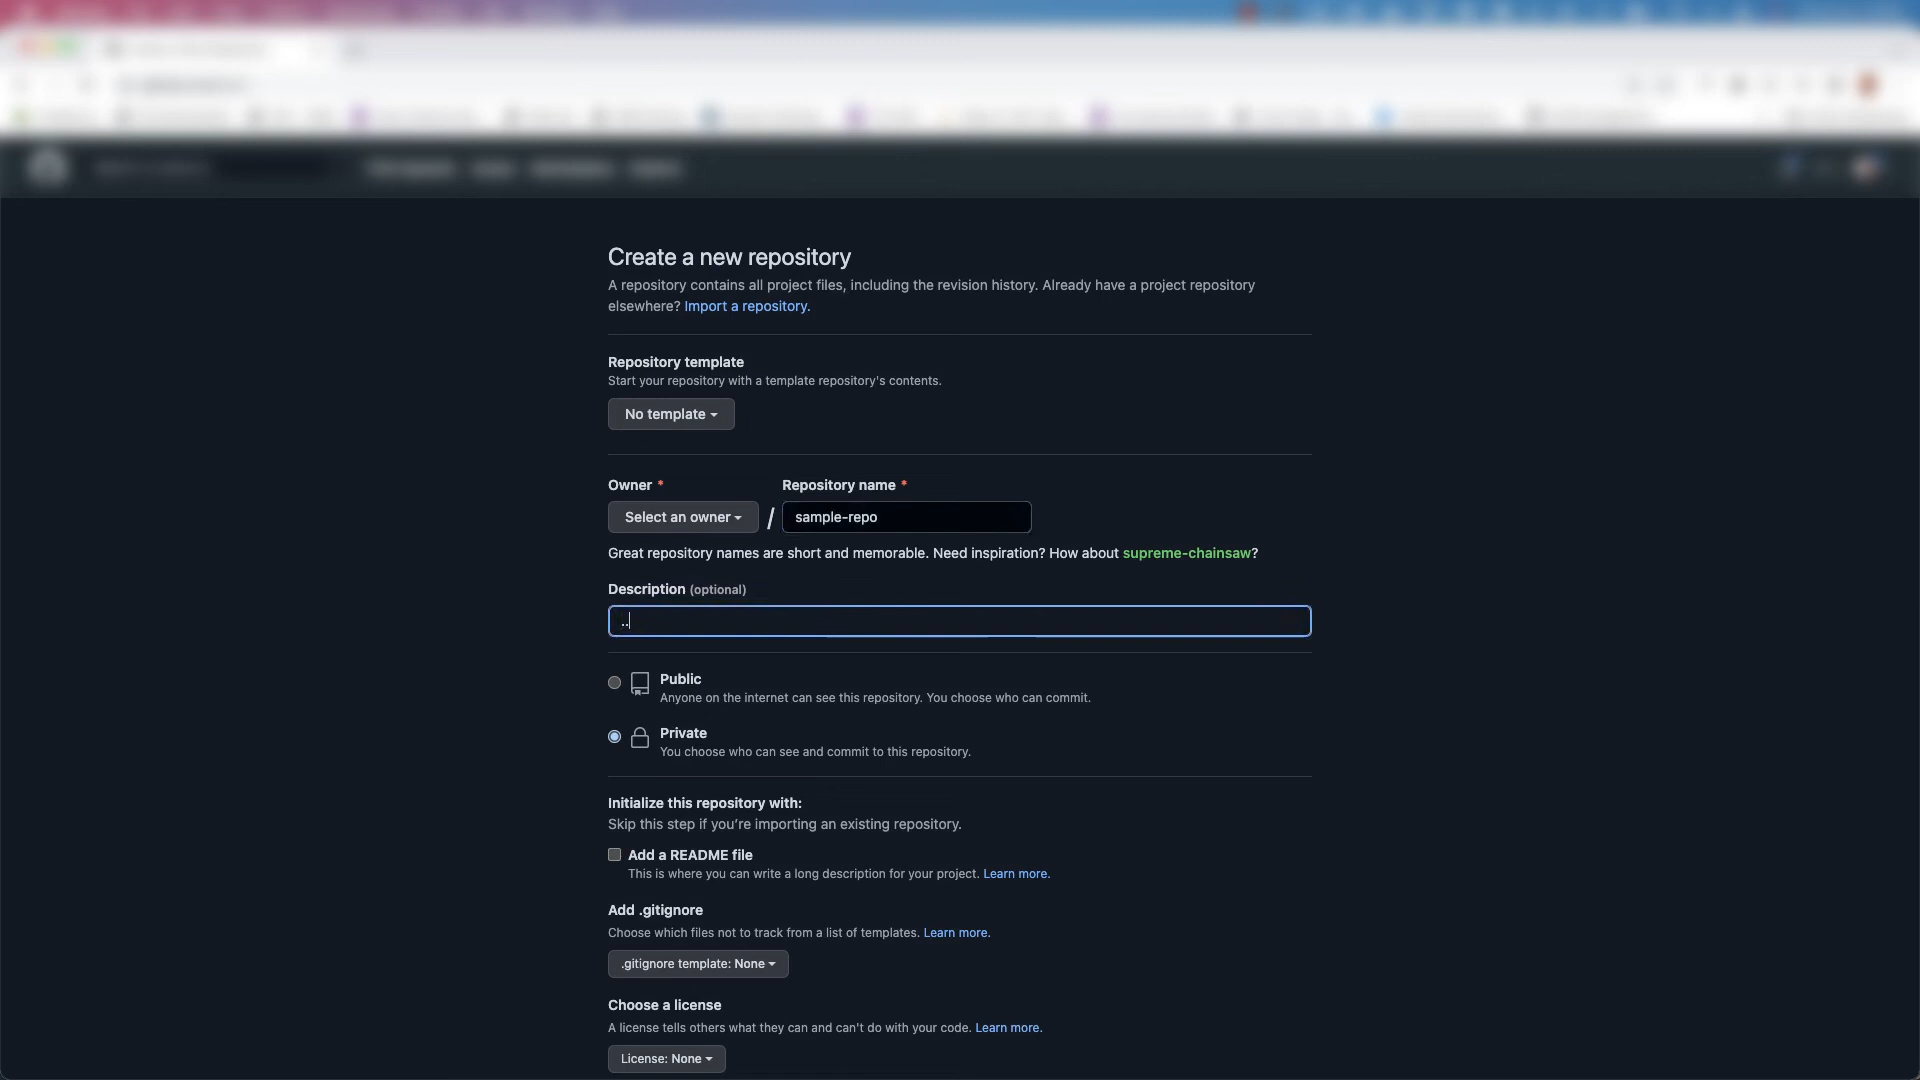 Create a new repository
A repository contains all project files, including the revision history. Already have a project repository
elsewhere? Import a repository.
Repository template
Start your repository with a template repository's contents.
No template
Owner * Repository name *
Select an owner / sample-repo
Great repository names are short and memorable. Need inspiration? How about supreme-chainsaw?
Description (optional)
..
Public
Anyone on the internet can see this repository. You choose who can commit.
Private
You choose who can see and commit to this repository.
Initialize this repository with:
Skip this step if you’re importing an existing repository.
Add a README file
This is where you can write a long description for your project. Learn more.
Add .gitignore
Choose which files not to track from a list of templates. Learn more.
.gitignore template: None
Choose a license
A license tells others what they can and can't do with your code. Learn more.
License: None